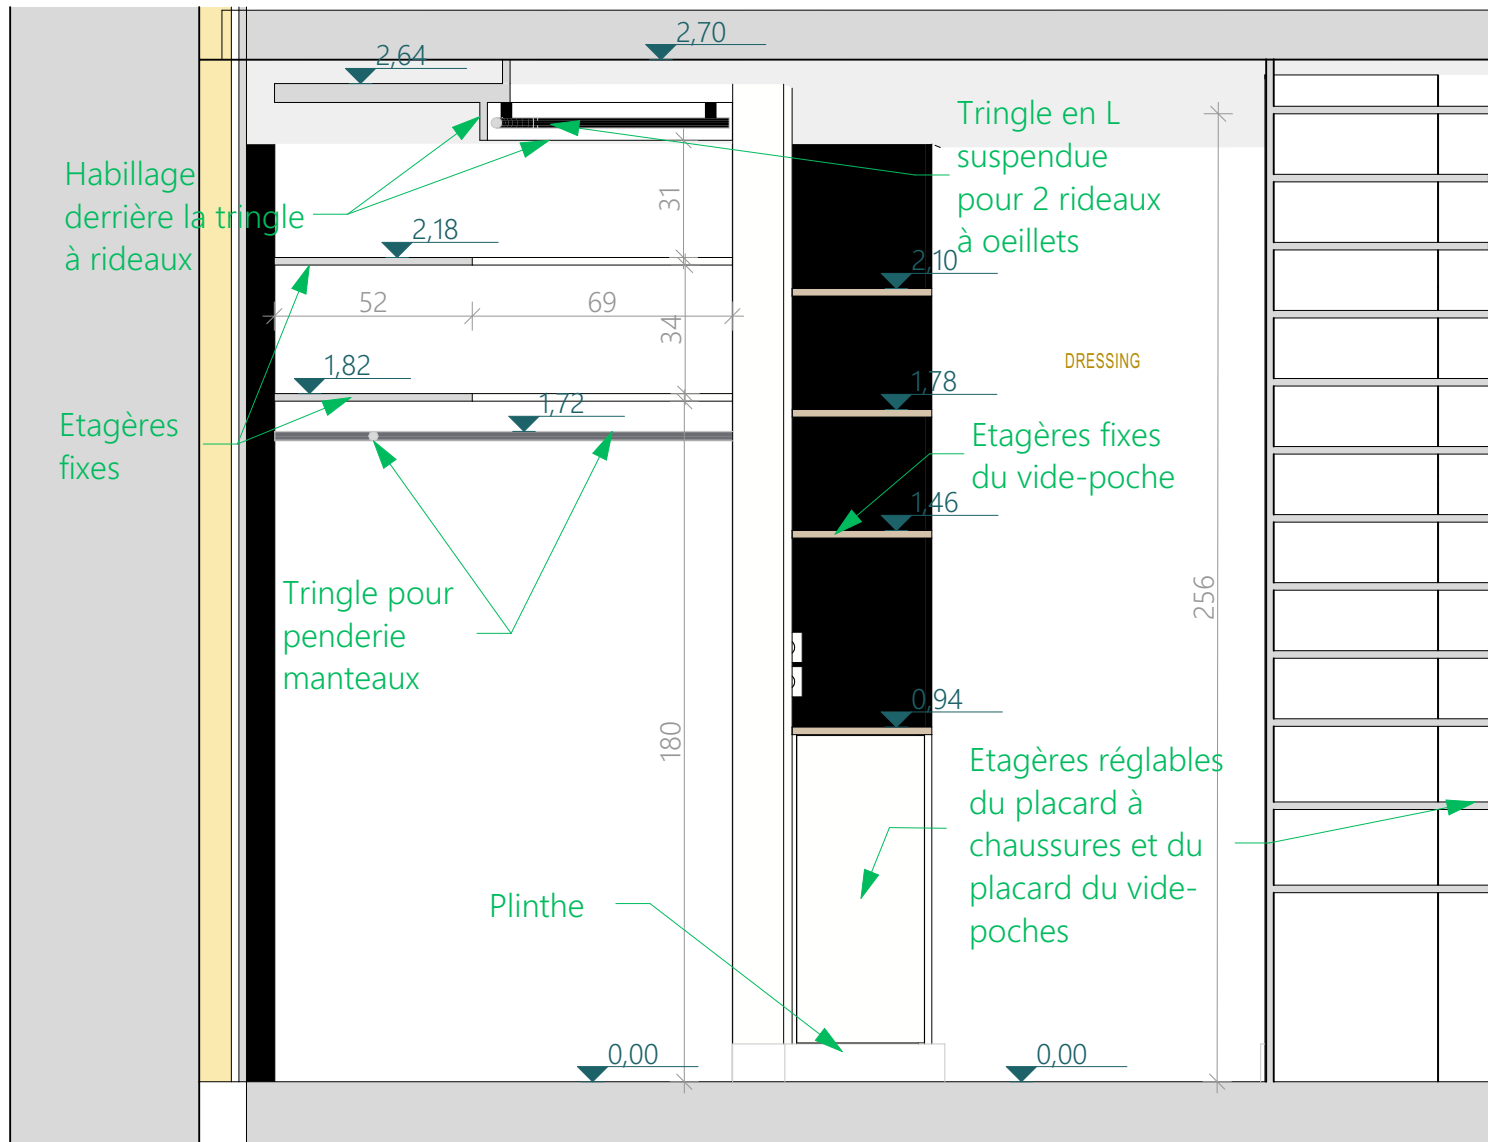 2,70
2,64
Tringle en L
suspendue
pour 2 rideaux
à oeillets
Habillage
derrière la tringle
à rideaux
31
2,18
2,10
52
69
34
DRESSING
1,82
1,78
1,72
Etagères
fixes
Etagères fixes
du vide-poche
1,46
256
Tringle pour
penderie
manteaux
0,94
180
Etagères réglables
du placard à
chaussures et du
placard du vide-
poches
Plinthe
0,00
0,00